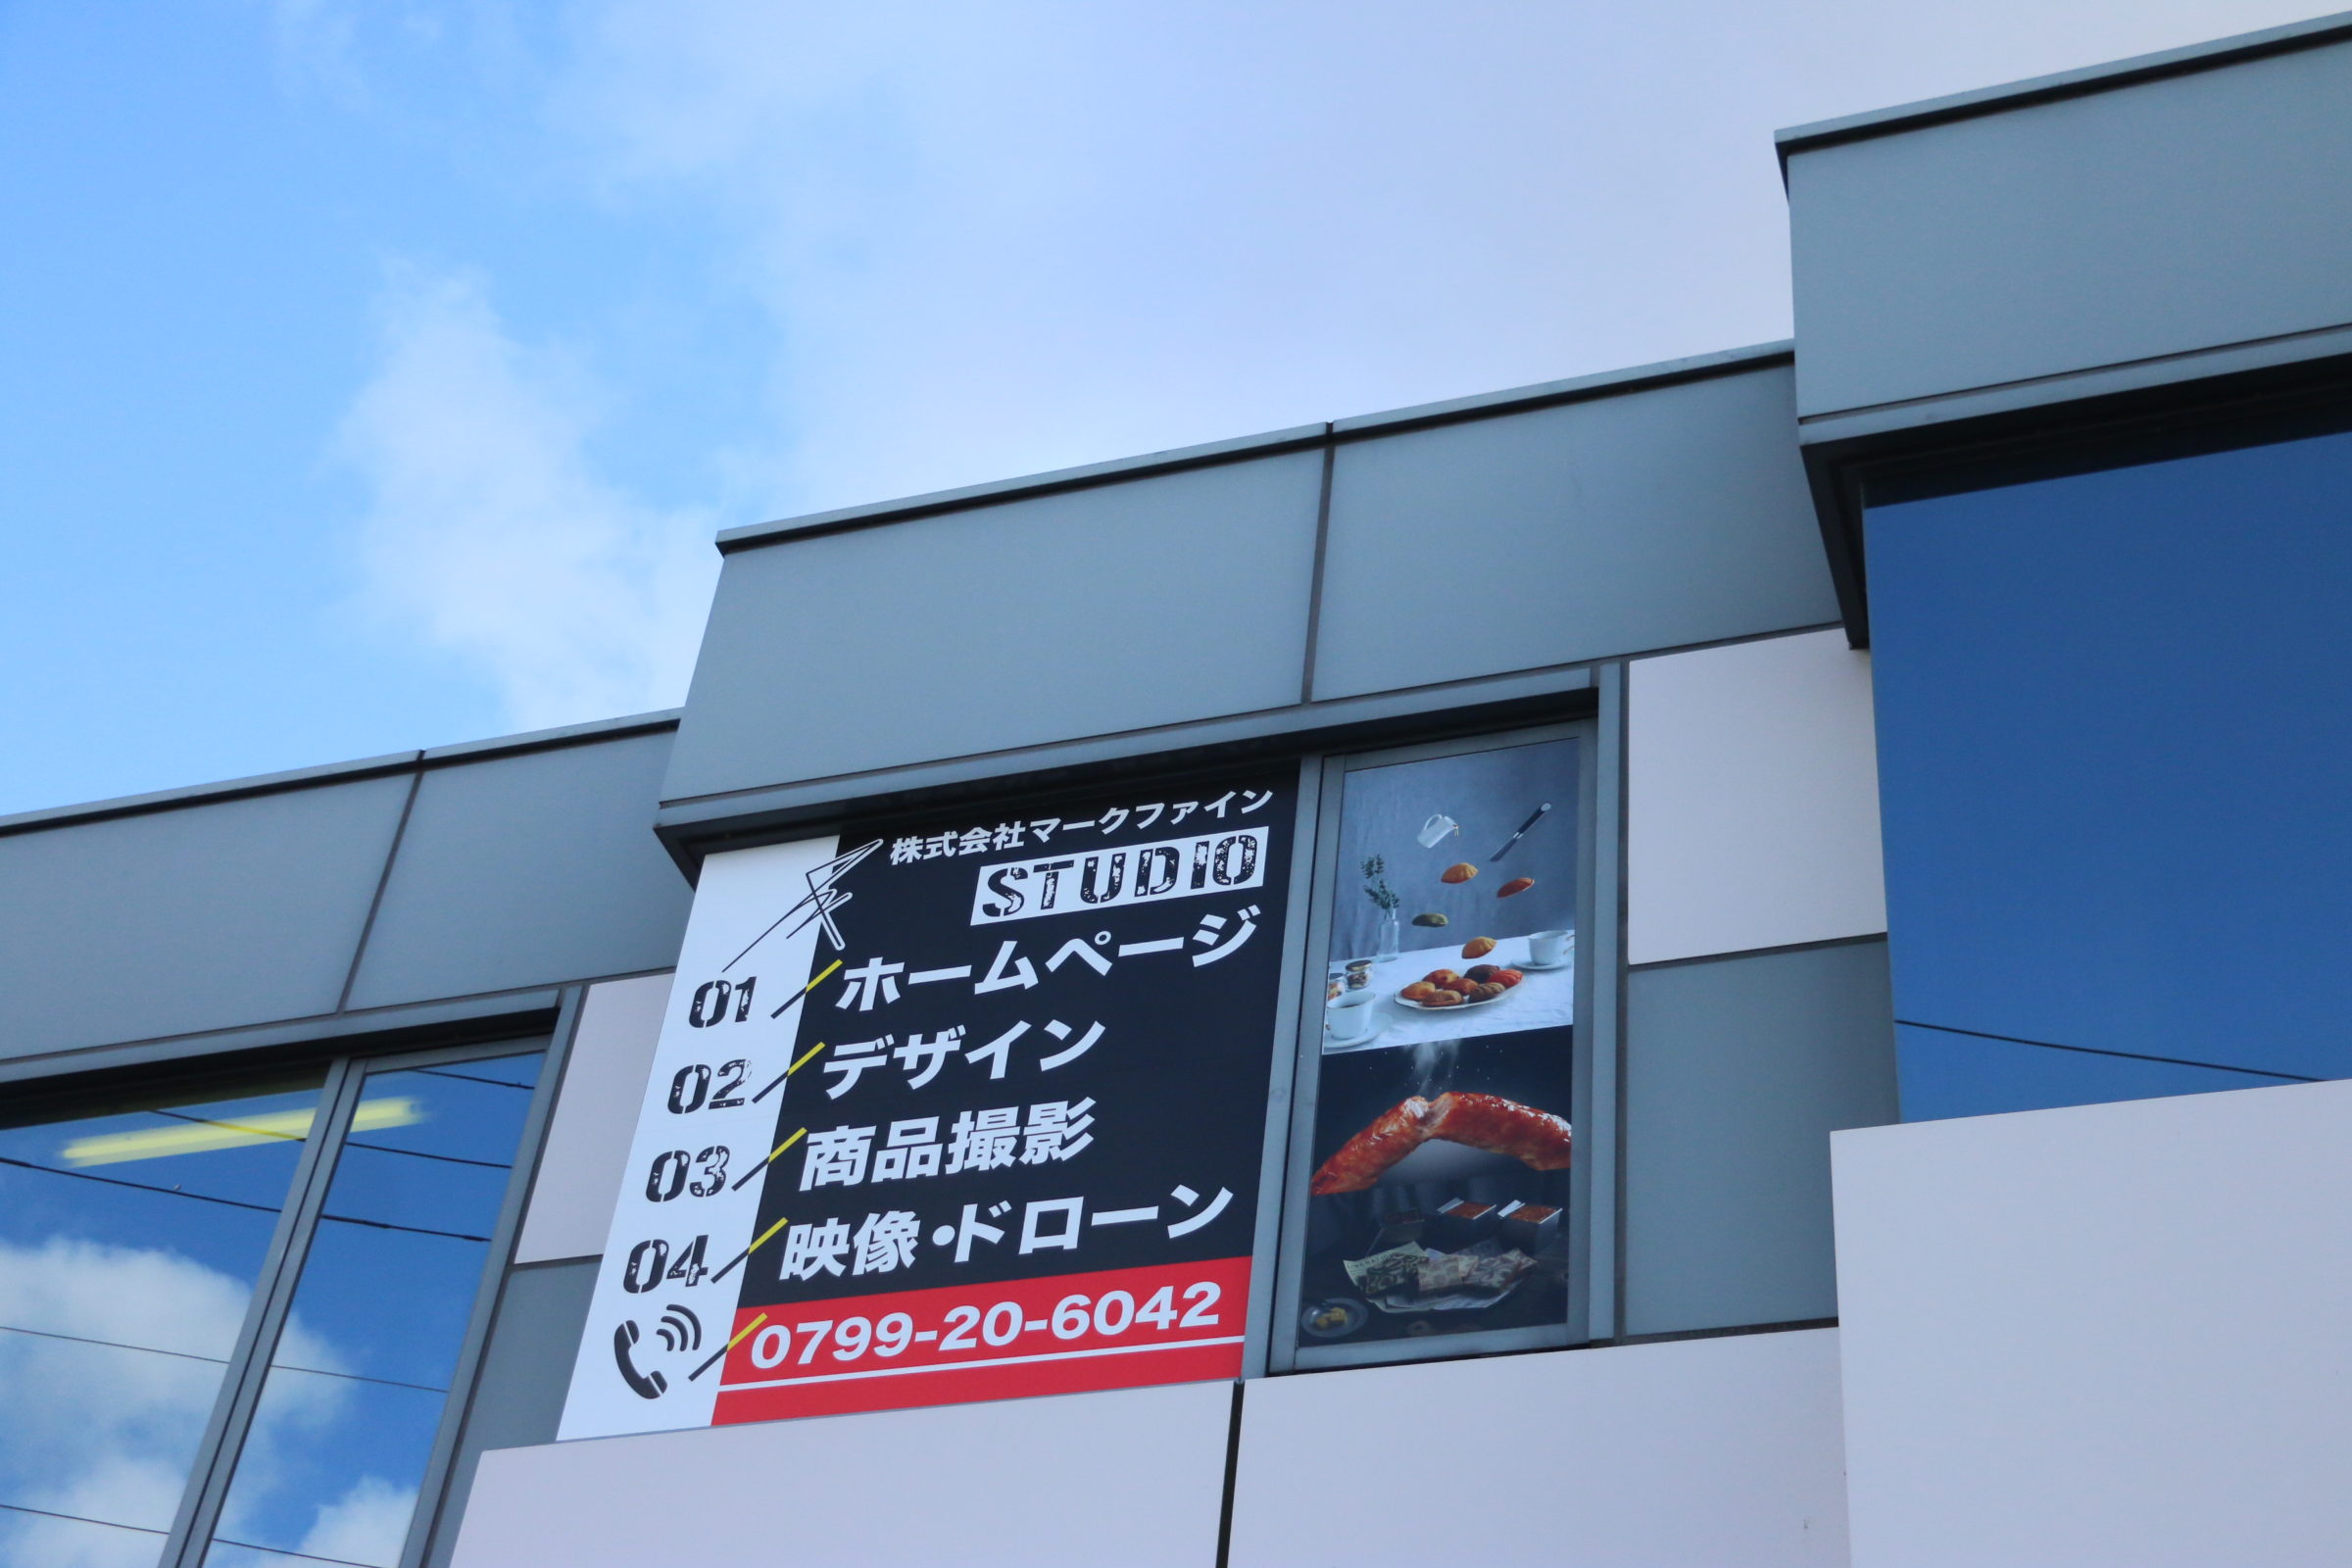 株式会社マークファイン
STUDIO
01 ホームページ
02 デザイン
03 商品撮影
04 映像・ドローン
0799-20-6042